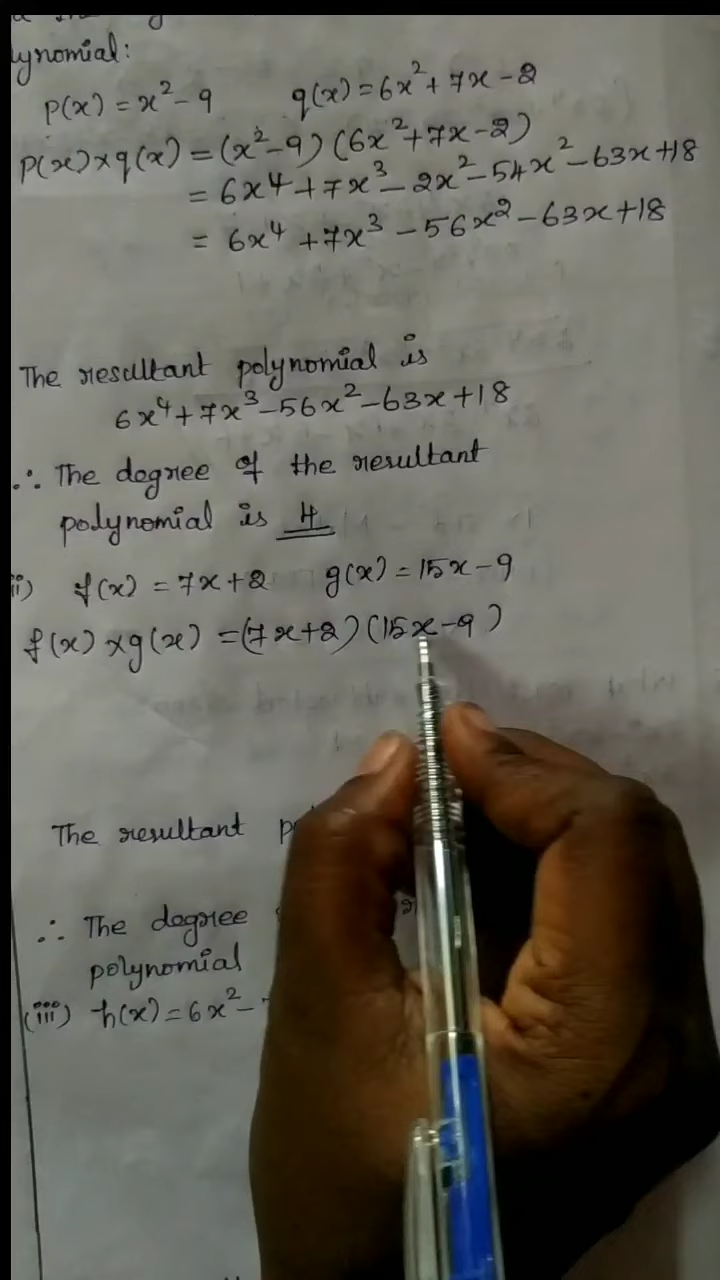 lynomial:
p(x) = x² - 9 q(x) = 6x² + 7x - 2
p(x) × q(x) = (x² - 9) (6x² + 7x - 2)
= 6x⁴ + 7x³ - 2x² - 54x² - 63x + 18
= 6x⁴ + 7x³ - 56x² - 63x + 18
The resultant polynomial is
6x⁴ + 7x³ - 56x² - 63x + 18
∴ The degree of the resultant
polynomial is 4
ii) f(x) = 7x + 2 g(x) = 15x - 9
f(x) × g(x) = (7x + 2) (15x - 9)
The resultant
∴ The degree
polynomial
(iii) h(x) = 6x² -